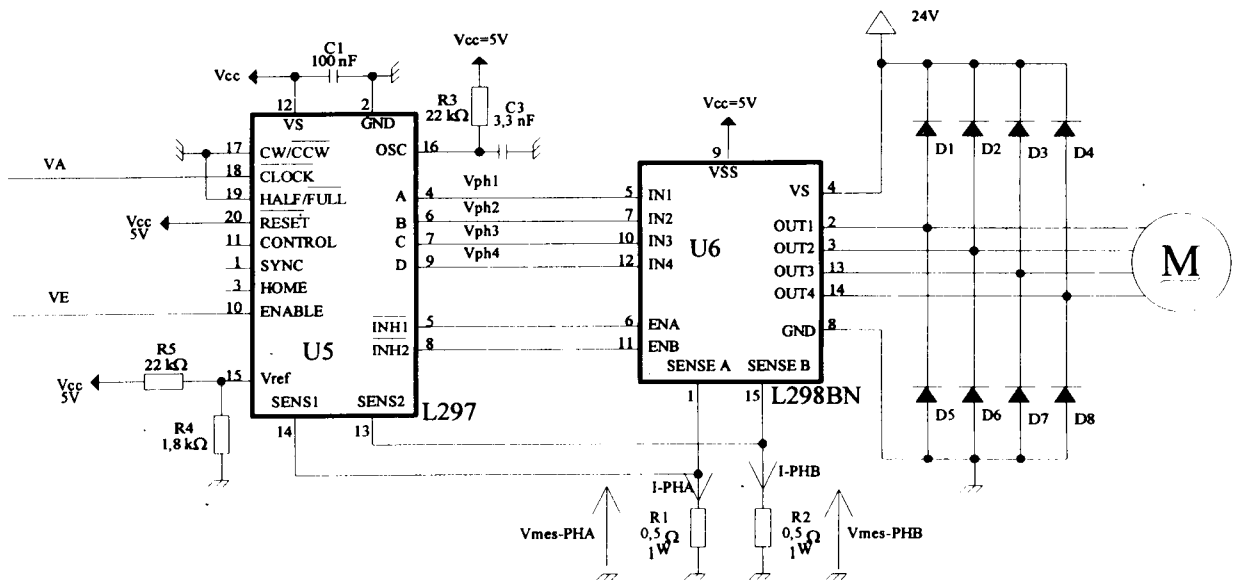 24V
Vcc=5V
C1
100 nF
Vcc
R3
22 kΩ
C3
3,3 nF
Vcc=5V
12
2
VS
GND
OSC
16
9
VSS
17
CW/CCW
VA
18
CLOCK
19
HALF/FULL
Vcc
5V
20
RESET
11
CONTROL
1
SYNC
3
HOME
VE
10
ENABLE
A
4
Vph1
B
6
Vph2
C
7
Vph3
D
9
Vph4
INH1
5
INH2
8
U5
5
IN1
7
IN2
10
IN3
12
IN4
U6
6
ENA
11
ENB
VS
4
OUT1
2
OUT2
3
OUT3
13
OUT4
14
GND
8
SENSE A
SENSE B
1
15
L298BN
D1
D2
D3
D4
M
D5
D6
D7
D8
R5
22 kΩ
Vcc
5V
15
Vref
SENS1
SENS2
L297
14
13
R4
1,8 kΩ
I-PHA
I-PHB
Vmes-PHA
R1
0,5 Ω
1W
R2
0,5 Ω
1W
Vmes-PHB